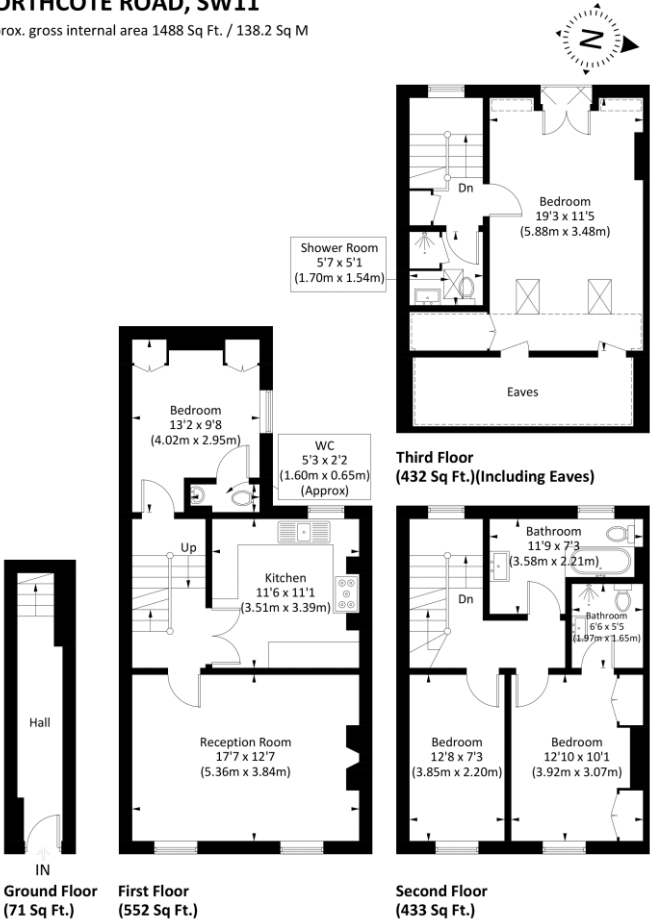 ORTHCOTE ROAD, SW11
rox. gross internal area 1488 Sq Ft. / 138.2 Sq M
N
Dn
Bedroom
19'3 x 11'5
(5.88m x 3.48m)
Shower Room
5'7 x 5'1
(1.70m x 1.54m)
Eaves
Third Floor
(432 Sq Ft.)(Including Eaves)
Bedroom
13'2 x 9'8
(4.02m x 2.95m)
WC
5'3 x 2'2
(1.60m x 0.65m)
(Approx)
Up
Kitchen
11'6 x 11'1
(3.51m x 3.39m)
Reception Room
17'7 x 12'7
(5.36m x 3.84m)
Bathroom
11'9 x 7'3
(3.58m x 2.21m)
Dn
Bathroom
6'6 x 5'5
(1.97m x 1.65m)
Bedroom
12'8 x 7'3
(3.85m x 2.20m)
Bedroom
12'10 x 10'1
(3.92m x 3.07m)
Hall
IN
Ground Floor
(71 Sq Ft.)
First Floor
(552 Sq Ft.)
Second Floor
(433 Sq Ft.)